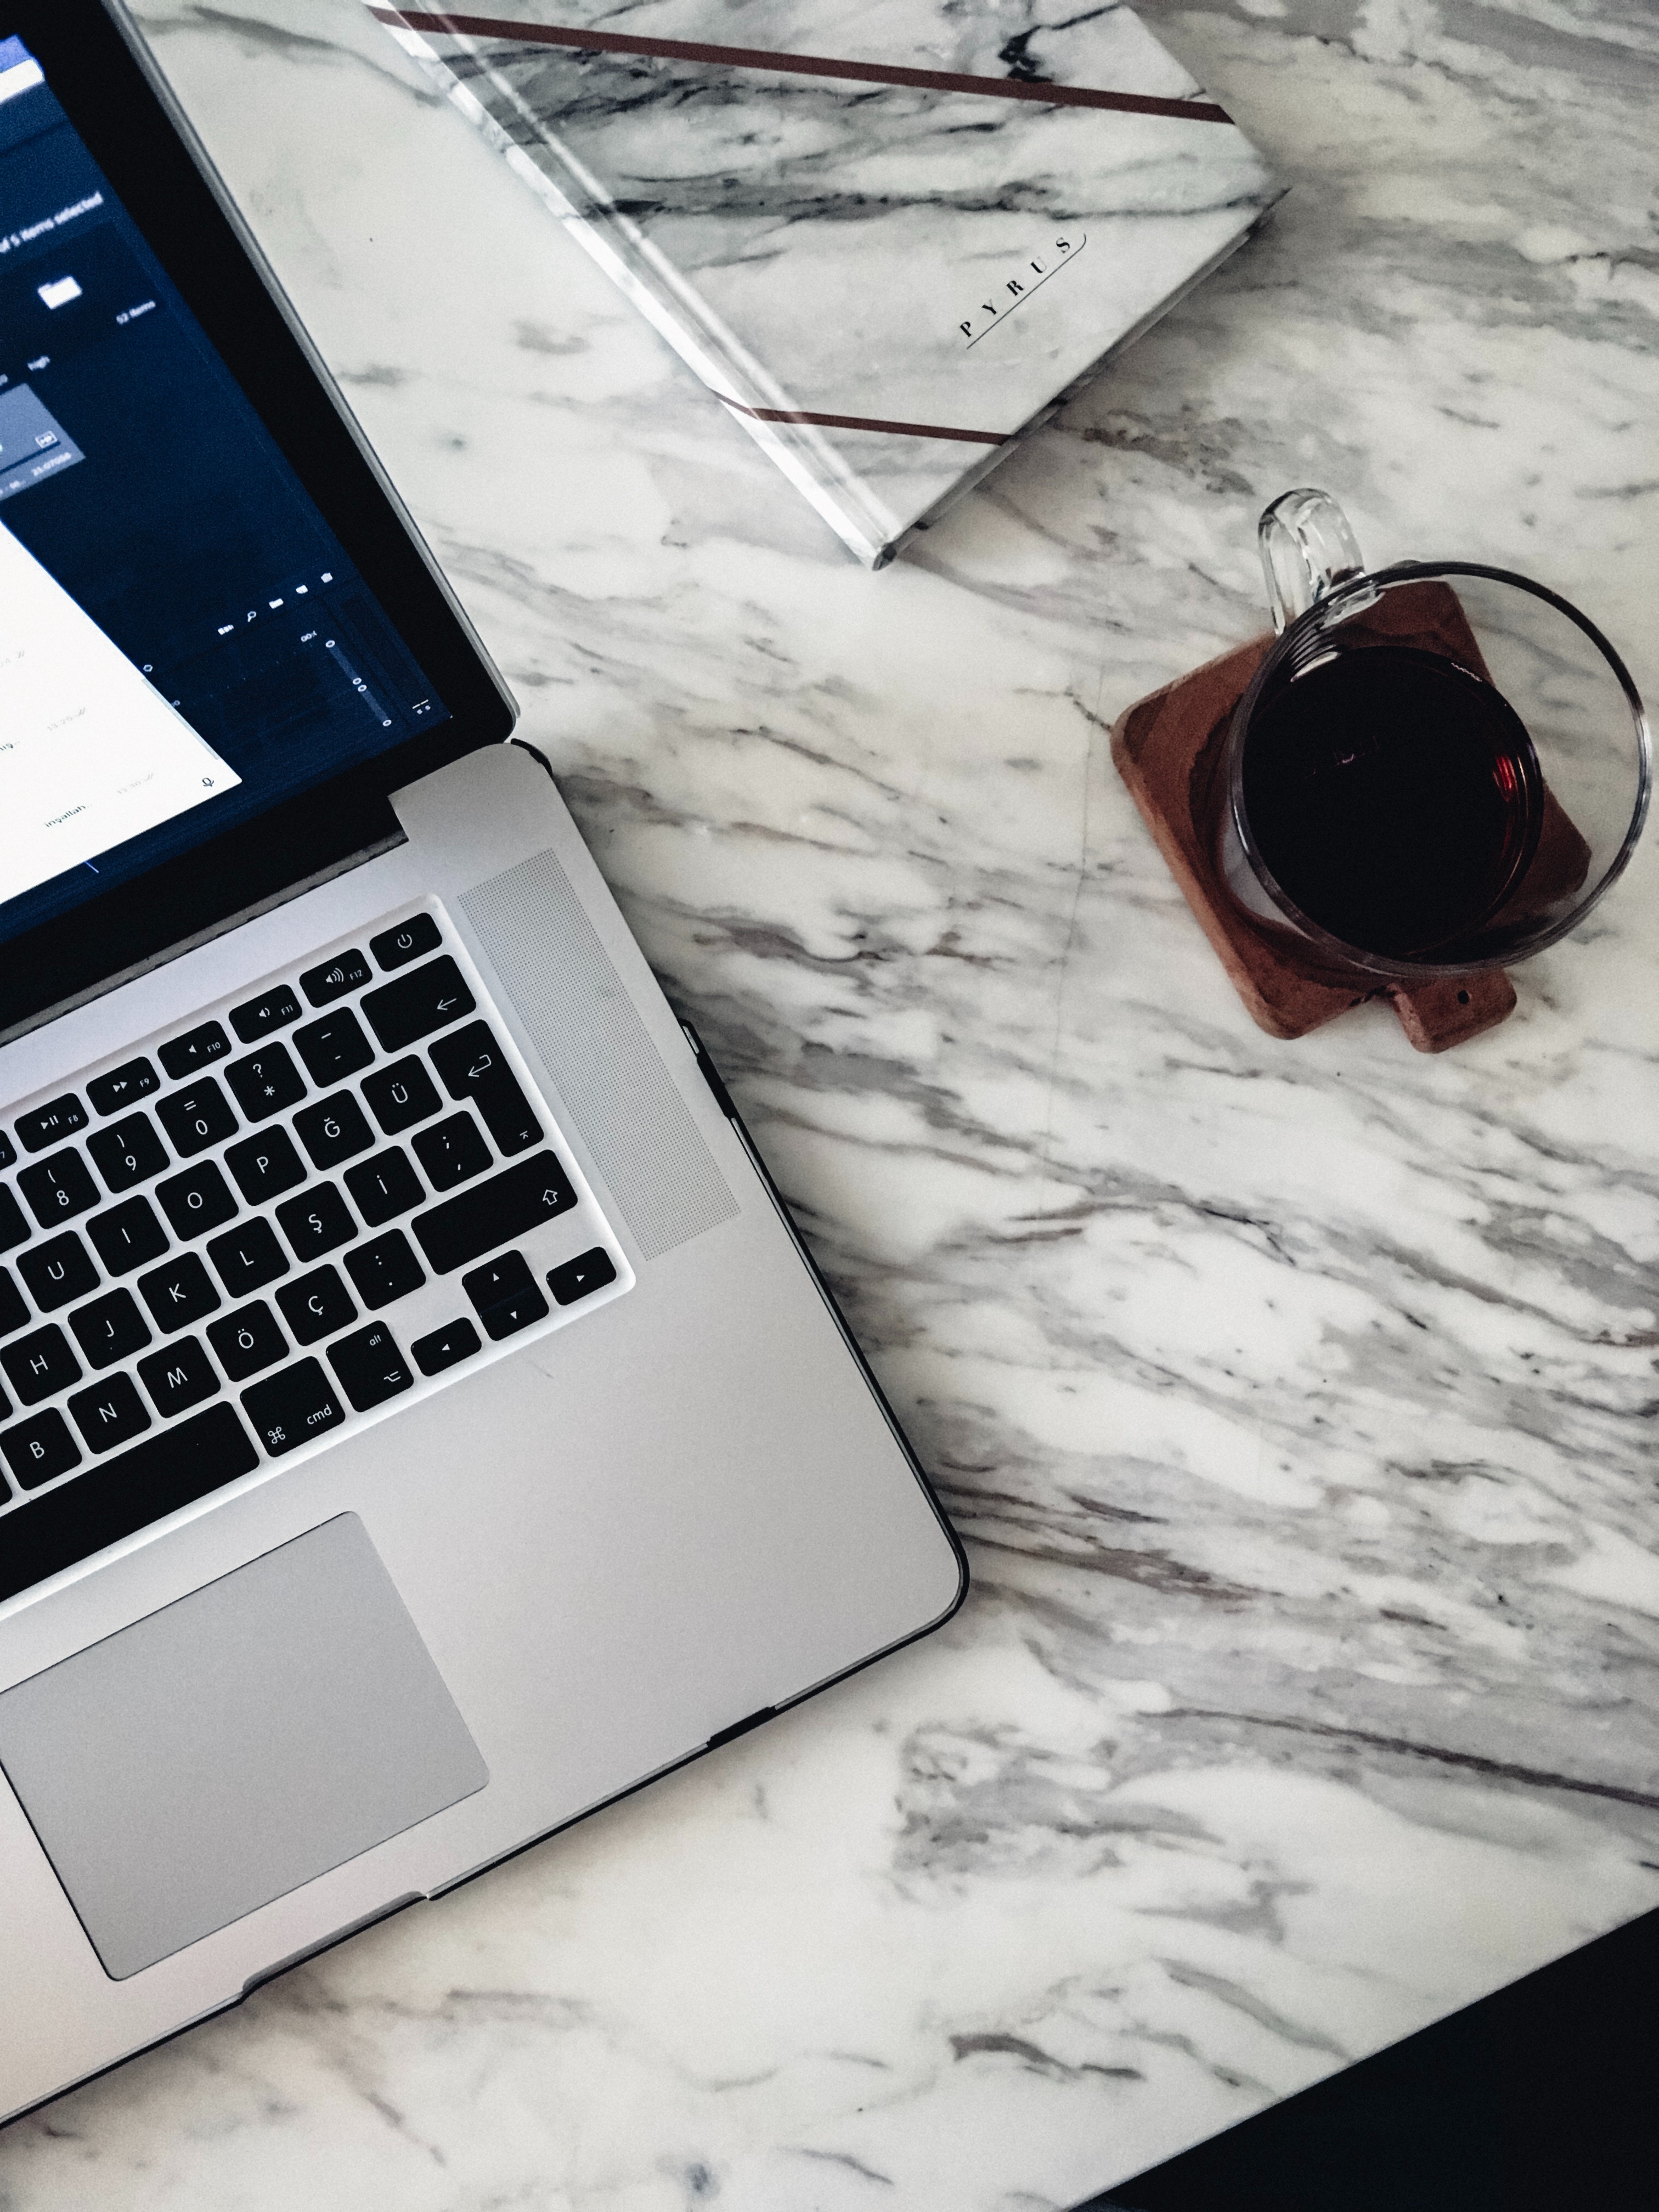 of 5 items selected
52 items
high
inşallah
PYRUS
F8
F9
F10
F11
F12
( 8
) 9
= 0
? *
_ -
U I O P Ğ Ü
H J K L Ş İ ; ,
B N M Ö Ç : .
⌘ cmd
alt ⌥